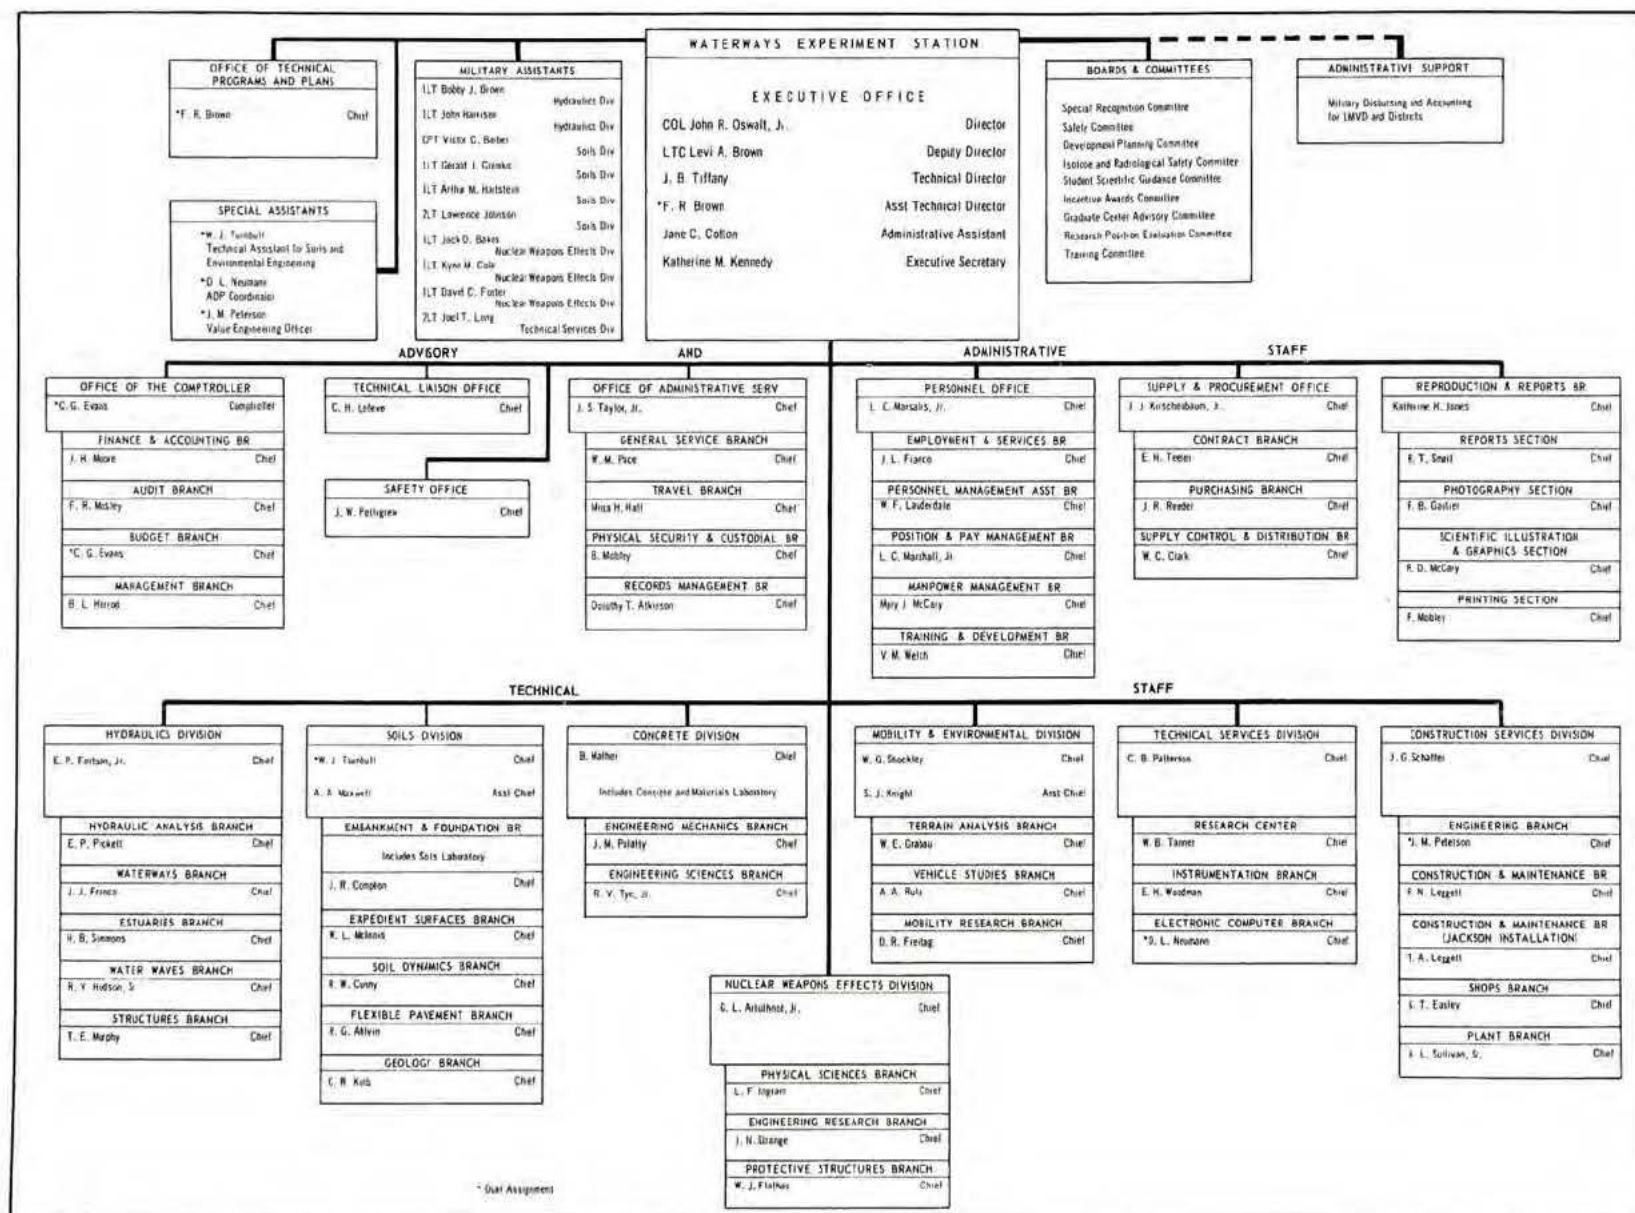 WATERWAYS EXPERIMENT STATION
EXECUTIVE OFFICE
COL John R. Oswalt, Jr. Director
LTC Levi A. Brown Deputy Director
J. B. Tiffany Technical Director
*F. R Brown Asst Technical Director
Jane C. Cotton Administrative Assistant
Katherine M. Kennedy Executive Secretary
OFFICE OF TECHNICAL
PROGRAMS AND PLANS
*F. R. Brown Chief
SPECIAL ASSISTANTS
*W. J. Turnbull
Technical Assistant for Soils and
Environmental Engineering
*D. L. Neumann
ADP Coordinator
*J. M. Peterson
Value Engineering Officer
MILITARY ASSISTANTS
1LT Bobby J. Brown
Hydraulics Div
1LT John Harrison
Hydraulics Div
CPT Victor C. Barber
Soils Div
1LT Gerald
Soils Div
1LT Arthur M. Hartstein
Soils Div
2LT Lawrence Johnson
Soils Div
1LT Jack D.
Nuclear Weapons Effects Div
1LT Kynn M. Cole
Nuclear Weapons Effects Div
1LT David C. Foster
Nuclear Weapons Effects Div
2LT Joel T. Long
Technical Services Div
BOARDS & COMMITTEES
Special Recognition Committee
Safety Committee
Development Planning Committee
Isotope and Radiological Safety Committee
Student Scientific Guidance Committee
Incentive Awards Committee
Graduate Center Advisory Committee
Research Position Evaluation Committee
Training Committee
ADMINISTRATIVE SUPPORT
Military Disbursing and Accounting
for LMVD and Districts
ADVISORY AND ADMINISTRATIVE STAFF
OFFICE OF THE COMPTROLLER
*C. G. Evans Comptroller
FINANCE & ACCOUNTING BR
J. H. Moore Chief
AUDIT BRANCH
F. R. Mosley Chief
BUDGET BRANCH
*C. G. Evans Chief
MANAGEMENT BRANCH
B. L. Herrod Chief
TECHNICAL LIAISON OFFICE
C. H. Lefeve Chief
SAFETY OFFICE
J. W. Pettigrew Chief
OFFICE OF ADMINISTRATIVE SERV
J. S. Taylor, Jr. Chief
GENERAL SERVICE BRANCH
W. M. Pace Chief
TRAVEL BRANCH
Mina H. Hall Chief
PHYSICAL SECURITY & CUSTODIAL BR
B. Mobley Chief
RECORDS MANAGEMENT BR
Dorothy T. Atkinson Chief
PERSONNEL OFFICE
L. C. Marsalis, Jr. Chief
EMPLOYMENT & SERVICES BR
J. L. Fiasco Chief
PERSONNEL MANAGEMENT ASST BR
W. F. Lauderdale Chief
POSITION & PAY MANAGEMENT BR
L. C. Marshall, Jr. Chief
MANPOWER MANAGEMENT BR
Mary J. McCary Chief
TRAINING & DEVELOPMENT BR
V. M. Welch Chief
SUPPLY & PROCUREMENT OFFICE
J. J. Kirschenbaum, Jr. Chief
CONTRACT BRANCH
E. H. Teeter Chief
PURCHASING BRANCH
J. R. Reeder Chief
SUPPLY CONTROL & DISTRIBUTION BR
W. C. Clark Chief
REPRODUCTION & REPORTS BR
Katherine H. Jones Chief
REPORTS SECTION
R. T. Chief
PHOTOGRAPHY SECTION
F. B. Chief
SCIENTIFIC ILLUSTRATION
& GRAPHICS SECTION
R. D. McCary Chief
PRINTING SECTION
F. Mobley Chief
TECHNICAL STAFF
HYDRAULICS DIVISION
E. P. Fortson, Jr. Chief
HYDRAULIC ANALYSIS BRANCH
E. P. Pickett Chief
WATERWAYS BRANCH
J. J. Franco Chief
ESTUARIES BRANCH
H. B. Simmons Chief
WATER WAVES BRANCH
R. Y. Hudson, Sr. Chief
STRUCTURES BRANCH
T. E. Murphy Chief
SOILS DIVISION
*W. J. Turnbull Chief
A. A. Maxwell Asst Chief
EMBANKMENT & FOUNDATION BR
Includes Soils Laboratory
J. R. Compton Chief
EXPEDIENT SURFACES BRANCH
W. L. McInnis Chief
SOIL DYNAMICS BRANCH
R. W. Cunny Chief
FLEXIBLE PAVEMENT BRANCH
R. G. Ahlvin Chief
GEOLOGY BRANCH
C. R. Kolb Chief
CONCRETE DIVISION
B. Mather Chief
Includes Concrete and Materials Laboratory
ENGINEERING MECHANICS BRANCH
J. M. Polatty Chief
ENGINEERING SCIENCES BRANCH
R. V. Tye, Jr. Chief
MOBILITY & ENVIRONMENTAL DIVISION
W. G. Shockley Chief
S. J. Knight Asst Chief
TERRAIN ANALYSIS BRANCH
W. E. Grabau Chief
VEHICLE STUDIES BRANCH
A. A. Rula Chief
MOBILITY RESEARCH BRANCH
D. R. Freitag Chief
TECHNICAL SERVICES DIVISION
C. B. Patterson Chief
RESEARCH CENTER
W. B. Tanner Chief
INSTRUMENTATION BRANCH
E. H. Woodman Chief
ELECTRONIC COMPUTER BRANCH
*D. L. Neumann Chief
CONSTRUCTION SERVICES DIVISION
J. G. Schaffer Chief
ENGINEERING BRANCH
*J. M. Peterson Chief
CONSTRUCTION & MAINTENANCE BR
F. N. Leggett Chief
CONSTRUCTION & MAINTENANCE BR
(JACKSON INSTALLATION)
T. A. Leggett Chief
SHOPS BRANCH
S. T. Easley Chief
PLANT BRANCH
L. Sullivan, Sr. Chief
NUCLEAR WEAPONS EFFECTS DIVISION
G. L. Arbuthnot, Jr. Chief
PHYSICAL SCIENCES BRANCH
L. F. Ingram Chief
ENGINEERING RESEARCH BRANCH
J. N. Strange Chief
PROTECTIVE STRUCTURES BRANCH
W. J. Flathau Chief
* Dual Assignment